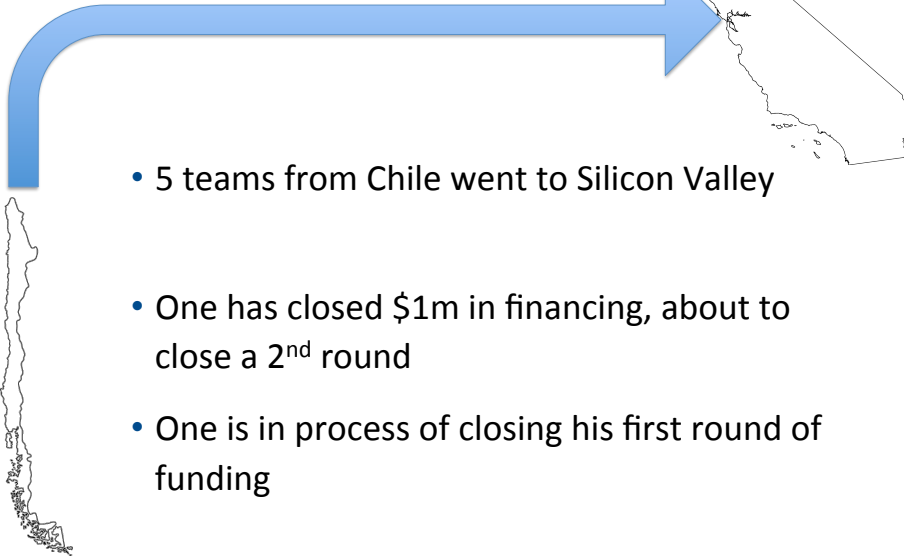 • 5 teams from Chile went to Silicon Valley
• One has closed $1m in financing, about to
close a 2nd round
• One is in process of closing his first round of
funding